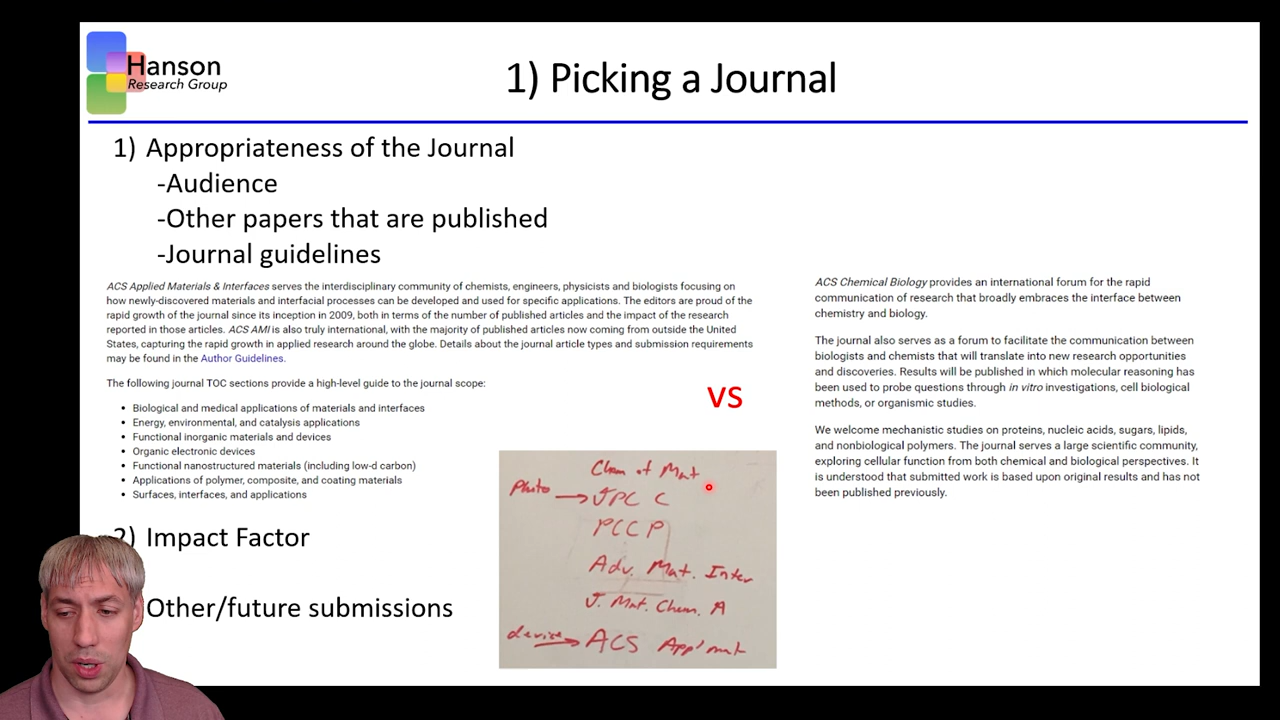 Hanson
Research Group
1) Picking a Journal
1) Appropriateness of the Journal
-Audience
-Other papers that are published
-Journal guidelines
ACS Applied Materials & Interfaces serves the interdisciplinary community of chemists, engineers, physicists and biologists focusing on
how newly-discovered materials and interfacial processes can be developed and used for specific applications. The editors are proud of the
rapid growth of the journal since its inception in 2009, both in terms of the number of published articles and the impact of the research
reported in those articles. ACS AMI is also truly international, with the majority of published articles now coming from outside the United
States, capturing the rapid growth in applied research around the globe. Details about the journal article types and submission requirements
may be found in the Author Guidelines.
The following journal TOC sections provide a high-level guide to the journal scope:
• Biological and medical applications of materials and interfaces
• Energy, environmental, and catalysis applications
• Functional inorganic materials and devices
• Organic electronic devices
• Functional nanostructured materials (including low-d carbon)
• Applications of polymer, composite, and coating materials
• Surfaces, interfaces, and applications
vs
ACS Chemical Biology provides an international forum for the rapid
communication of research that broadly embraces the interface between
chemistry and biology.
The journal also serves as a forum to facilitate the communication between
biologists and chemists that will translate into new research opportunities
and discoveries. Results will be published in which molecular reasoning has
been used to probe questions through in vitro investigations, cell biological
methods, or organismic studies.
We welcome mechanistic studies on proteins, nucleic acids, sugars, lipids,
and nonbiological polymers. The journal serves a large scientific community,
exploring cellular function from both chemical and biological perspectives. It
is understood that submitted work is based upon original results and has not
been published previously.
Chem of Mat
Photo → JPC C
PCCP
Adv. Mat. Inter
J. Mat. Chem. A
device → ACS App' mat
2) Impact Factor
Other/future submissions